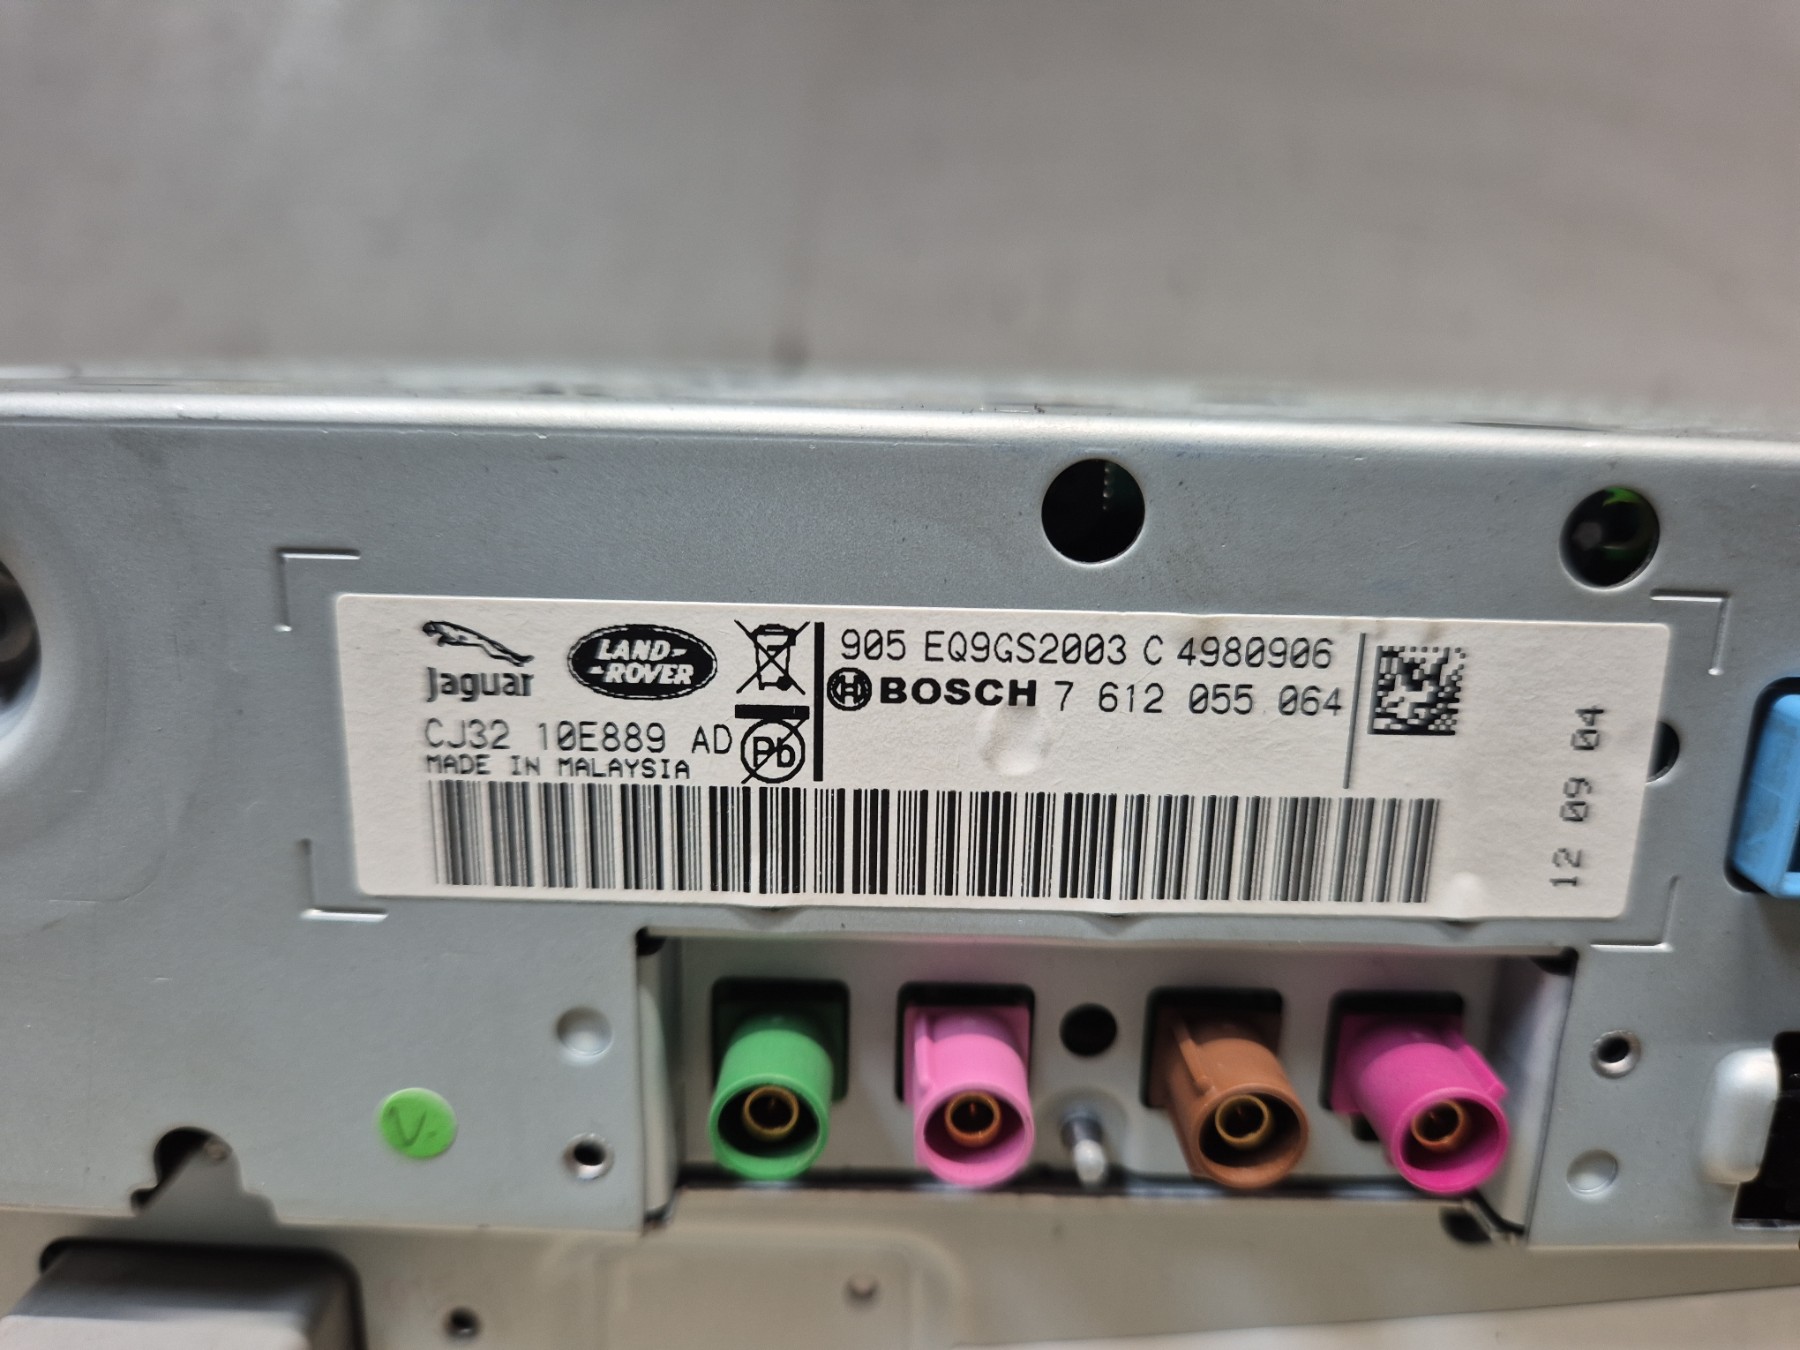 Jaguar
LAND-
-ROVER
CJ32 10E889 AD
MADE IN MALAYSIA
Pb
905 EQ9GS2003 C 4980906
BOSCH 7 612 055 064
12 09 04
V